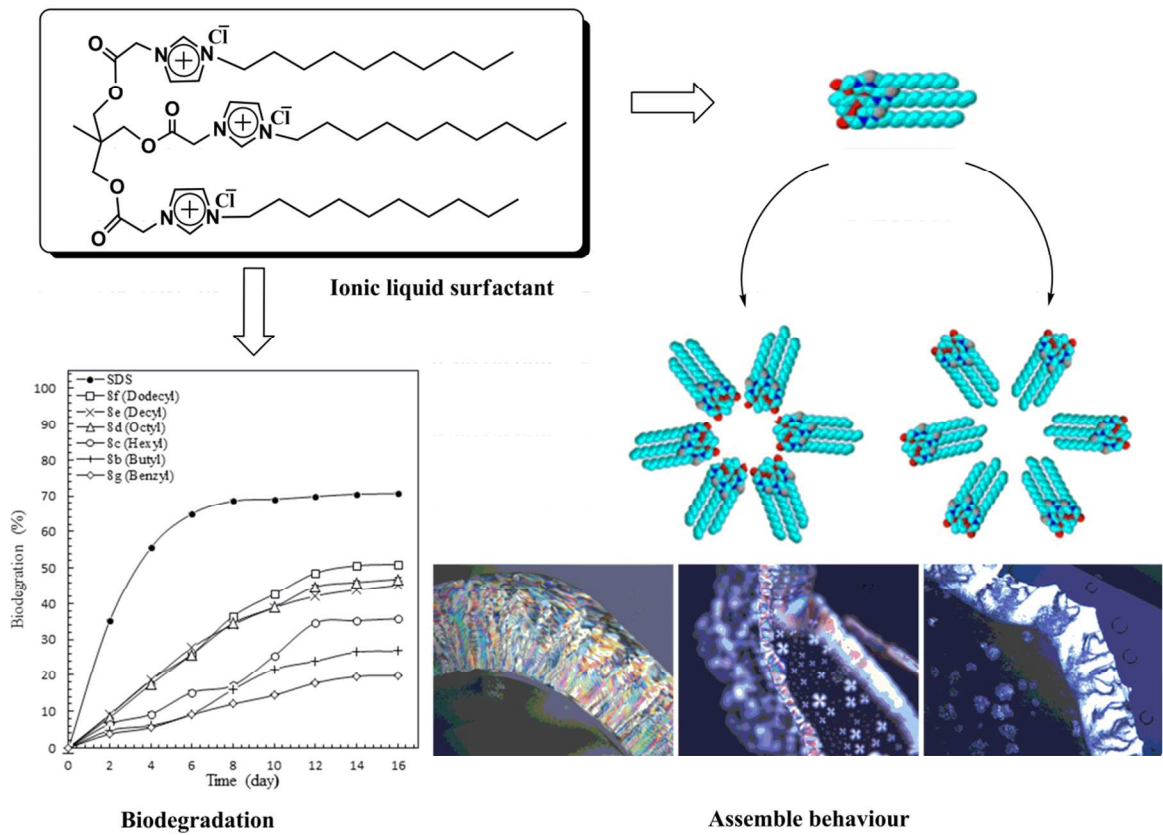 O
O
N
+
N
Cl̄
O
O
N
+
N
Cl̄
O
O
N
+
N
Cl̄
O
Ionic liquid surfactant
SDS
8f (Dodecyl)
8e (Decyl)
8d (Octyl)
8c (Hexyl)
8b (Butyl)
8g (Benzyl)
100
90
80
70
60
50
40
30
20
10
0
Biodegration (%)
0 2 4 6 8 10 12 14 16
Time (day)
Biodegradation
Assemble behaviour